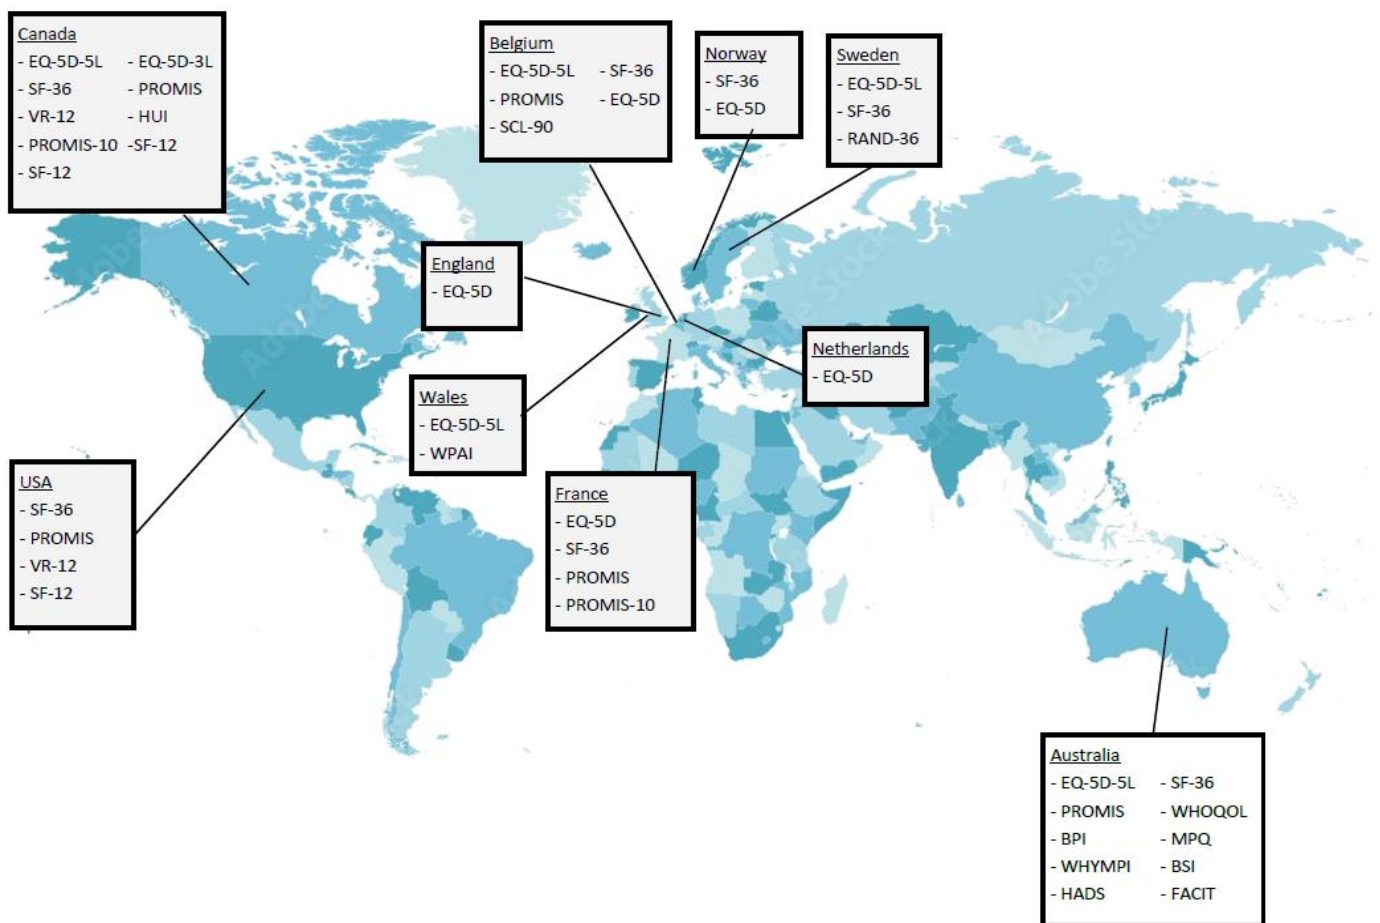 Canada
- EQ-5D-5L - EQ-5D-3L
- SF-36 - PROMIS
- VR-12 - HUI
- PROMIS-10 -SF-12
- SF-12
Belgium
- EQ-5D-5L - SF-36
- PROMIS - EQ-5D
- SCL-90
Norway
- SF-36
- EQ-5D
Sweden
- EQ-5D-5L
- SF-36
- RAND-36
England
- EQ-5D
Netherlands
- EQ-5D
Wales
- EQ-5D-5L
- WPAI
USA
- SF-36
- PROMIS
- VR-12
- SF-12
France
- EQ-5D
- SF-36
- PROMIS
- PROMIS-10
Australia
- EQ-5D-5L - SF-36
- PROMIS - WHOQOL
- BPI - MPQ
- WHYMPI - BSI
- HADS - FACIT